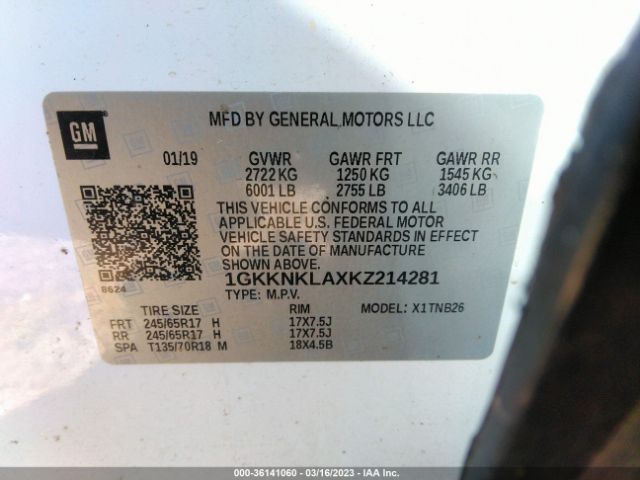 GM
MFD BY GENERAL MOTORS LLC
01/19 GVWR GAWR FRT GAWR RR
2722 KG 1250 KG 1545 KG
6001 LB 2755 LB 3406 LB
THIS VEHICLE CONFORMS TO ALL
APPLICABLE U.S. FEDERAL MOTOR
VEHICLE SAFETY STANDARDS IN EFFECT
ON THE DATE OF MANUFACTURE
SHOWN ABOVE.
8624
1GKKNKLAXKZ214281
TYPE: M.P.V.
TIRE SIZE RIM MODEL: X1TNB26
FRT 245/65R17 H 17X7.5J
RR 245/65R17 H 17X7.5J
SPA T135/70R18 M 18X4.5B
000-36141060 - 03/16/2023 - IAA Inc.